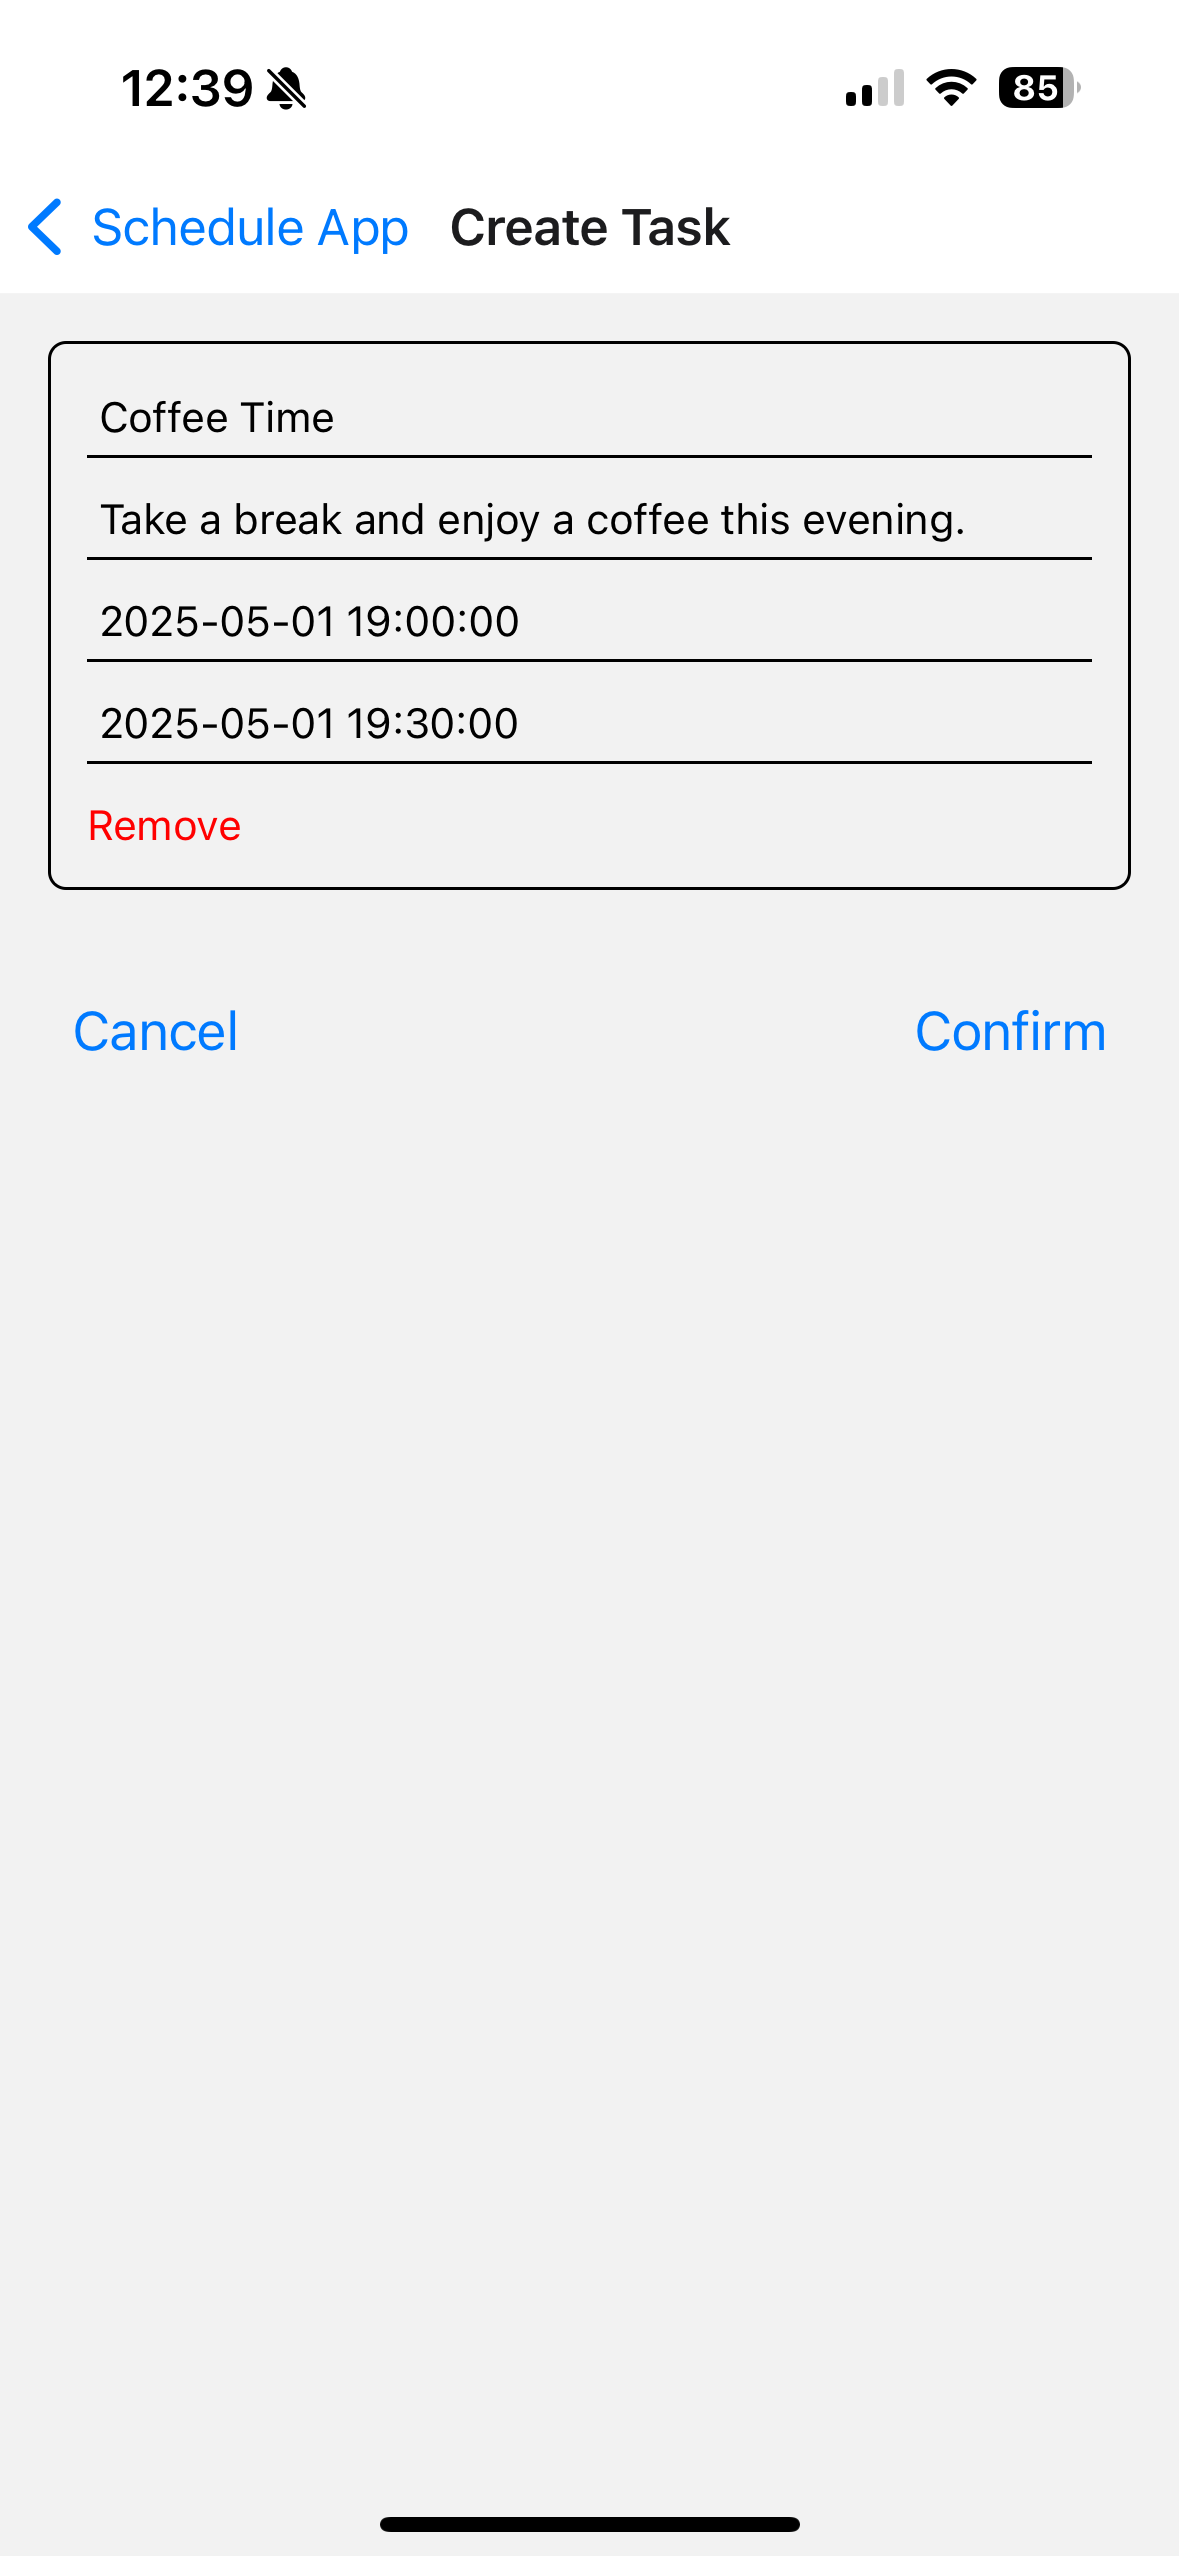 12:39
85
Schedule App Create Task
Coffee Time
Take a break and enjoy a coffee this evening.
2025-05-01 19:00:00
2025-05-01 19:30:00
Remove
Cancel Confirm